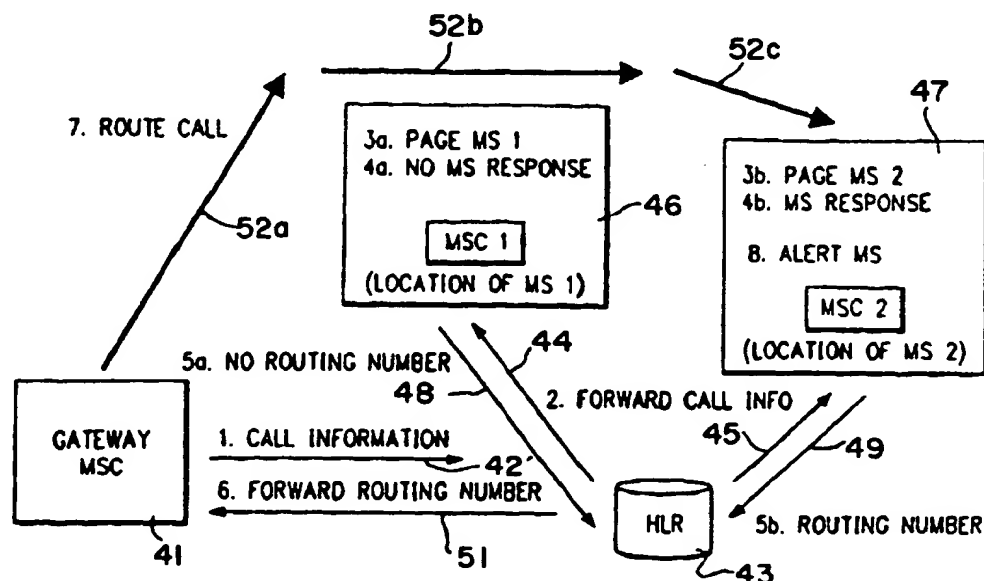 52b
52c
47
7. ROUTE CALL
3a. PAGE MS 1
4a. NO MS RESPONSE
3b. PAGE MS 2
4b. MS RESPONSE
52a
46
MSC 1
8. ALERT MS
(LOCATION OF MS 1)
MSC 2
(LOCATION OF MS 2)
5a. NO ROUTING NUMBER
44
48
2. FORWARD CALL INFO
GATEWAY
MSC
1. CALL INFORMATION
42'
45
49
6. FORWARD ROUTING NUMBER
HLR
5b. ROUTING NUMBER
41
51
43